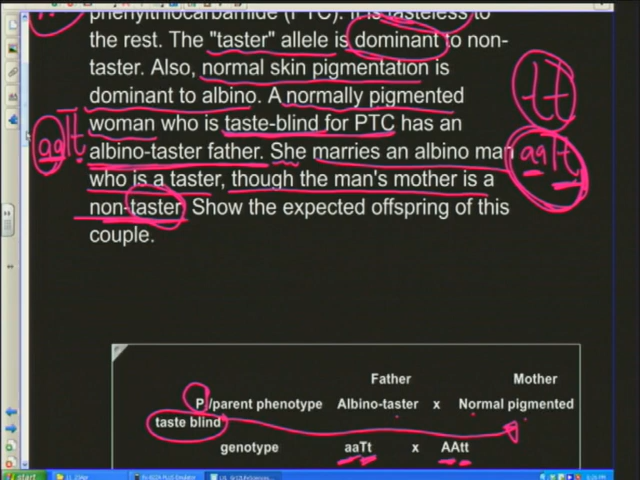 phenylthiocarbamide (PTC). It is tasteless to
the rest. The "taster" allele is dominant to non-
taster. Also, normal skin pigmentation is
dominant to albino. A normally pigmented
woman who is taste-blind for PTC has an
albino-taster father. She marries an albino man
who is a taster, though the man's mother is a
non-taster. Show the expected offspring of this
couple.
tt
aaTt
aaTt
Father Mother
P/parent phenotype Albino-taster x Normal pigmented
taste blind
genotype aaTt x AAtt
start